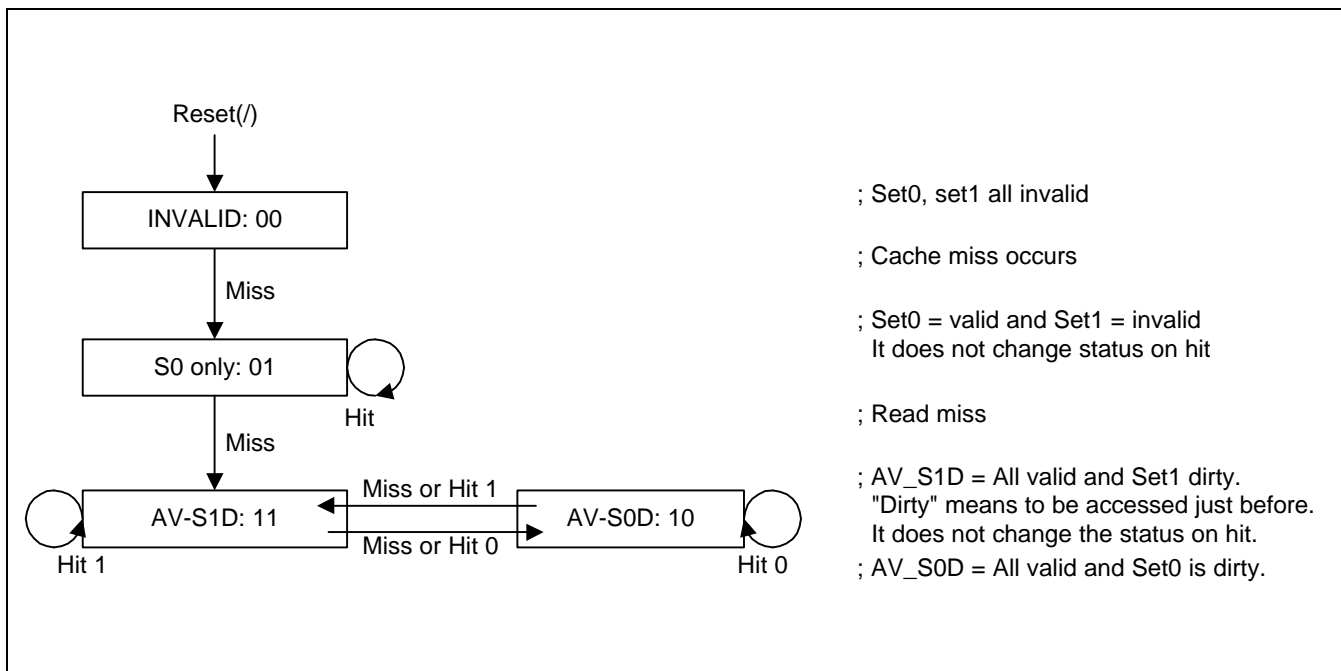 Reset(/)
INVALID: 00
; Set0, set1 all invalid
Miss
; Cache miss occurs
S0 only: 01
Hit
; Set0 = valid and Set1 = invalid
It does not change status on hit
Miss
; Read miss
AV-S1D: 11
Miss or Hit 1
Miss or Hit 0
AV-S0D: 10
Hit 1
Hit 0
; AV_S1D = All valid and Set1 dirty.
"Dirty" means to be accessed just before.
It does not change the status on hit.
; AV_S0D = All valid and Set0 is dirty.